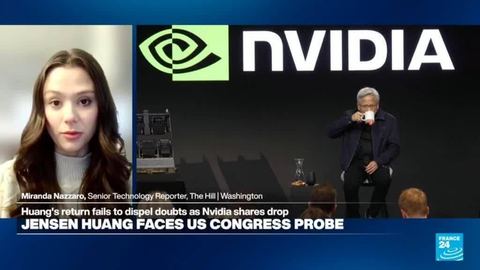 NVIDIA
Miranda Nazzaro, Senior Technology Reporter, The Hill | Washington
Huang's return fails to dispel doubts as Nvidia shares drop
JENSEN HUANG FACES US CONGRESS PROBE
FRANCE
24